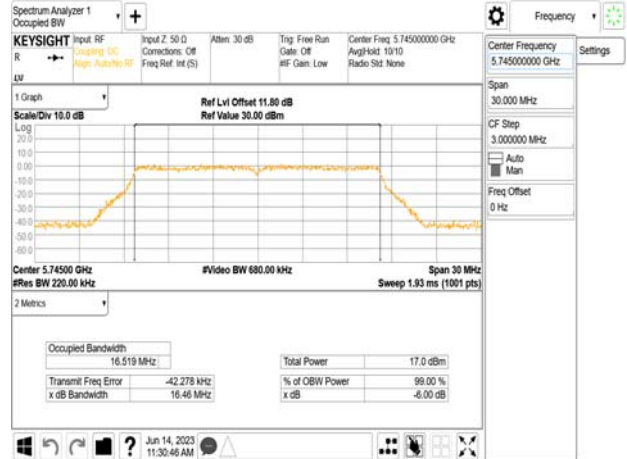 Spectrum Analyzer 1
Occupied BW
Frequency
KEYSIGHT Input: RF Input Z: 50 Ω Atten: 30 dB Trig: Free Run Center Freq: 5.745000000 GHz
R Coupling: DC Corrections: Off Gate: Off Avg|Hold: 10/10
Align: Auto/No RF Freq Ref: Int (S) #IF Gain: Low Radio Std: None
Center Frequency
5.745000000 GHz
Settings
Span
30.000 MHz
CF Step
3.000000 MHz
Auto
Man
Freq Offset
0 Hz
1 Graph
Ref Lvl Offset 11.80 dB
Scale/Div 10.0 dB Ref Value 30.00 dBm
Log
20.0
10.0
0.00
-10.0
-20.0
-30.0
-40.0
-50.0
-60.0
Center 5.74500 GHz #Video BW 680.00 kHz Span 30 MHz
#Res BW 220.00 kHz Sweep 1.93 ms (1001 pts)
2 Metrics
Occupied Bandwidth
16.519 MHz Total Power 17.0 dBm
Transmit Freq Error -42.278 kHz % of OBW Power 99.00 %
x dB Bandwidth 16.46 MHz x dB -6.00 dB
Jun 14, 2023
11:30:46 AM